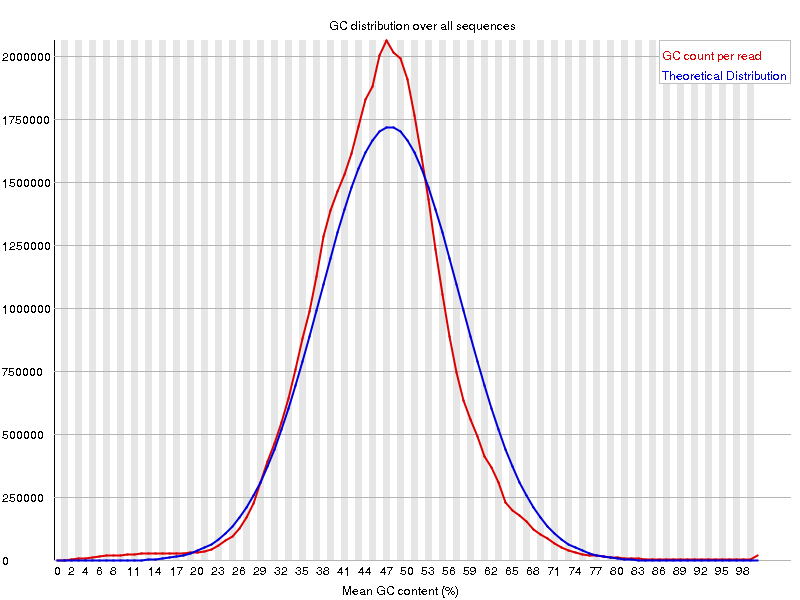 GC distribution over all sequences
GC count per read
Theoretical Distribution
2000000
1750000
1500000
1250000
1000000
750000
500000
250000
0
0 2 4 6 8 11 14 17 20 23 26 29 32 35 38 41 44 47 50 53 56 59 62 65 68 71 74 77 80 83 86 89 92 95 98
Mean GC content (%)